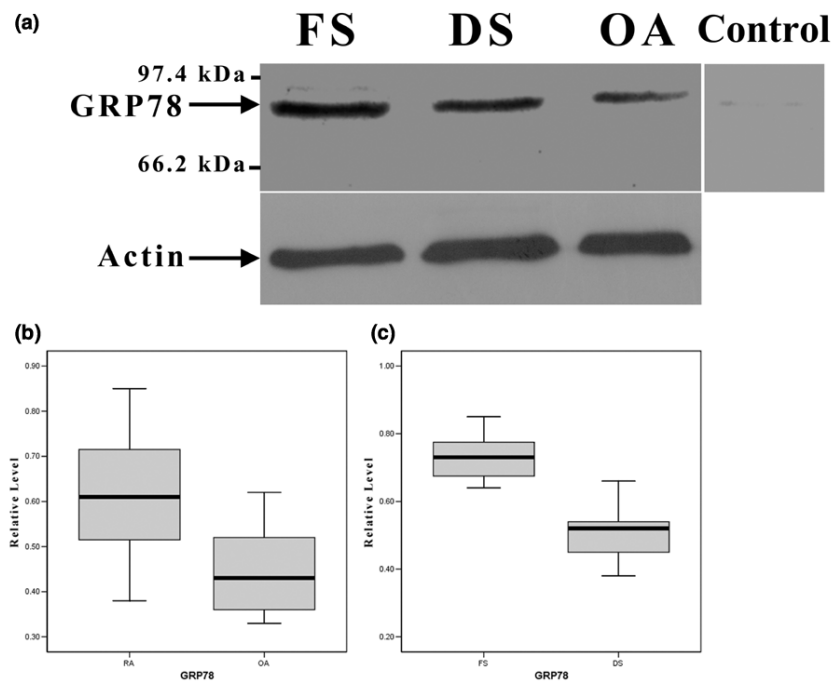 (a)
FS DS OA Control
97.4 kDa
GRP78
66.2 kDa
Actin
(b)
0.90
0.80
0.70
0.60
0.50
0.40
0.30
Relative Level
RA OA
GRP78
(c)
1.00
0.80
0.60
0.40
0.20
Relative Level
FS DS
GRP78